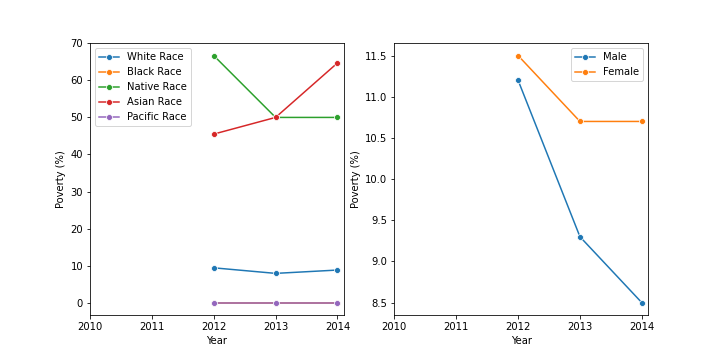 70
60
50
40
30
20
10
0
Poverty (%)
2010 2011 2012 2013 2014
Year
White Race
Black Race
Native Race
Asian Race
Pacific Race
11.5
11.0
10.5
10.0
9.5
9.0
8.5
Poverty (%)
2010 2011 2012 2013 2014
Year
Male
Female